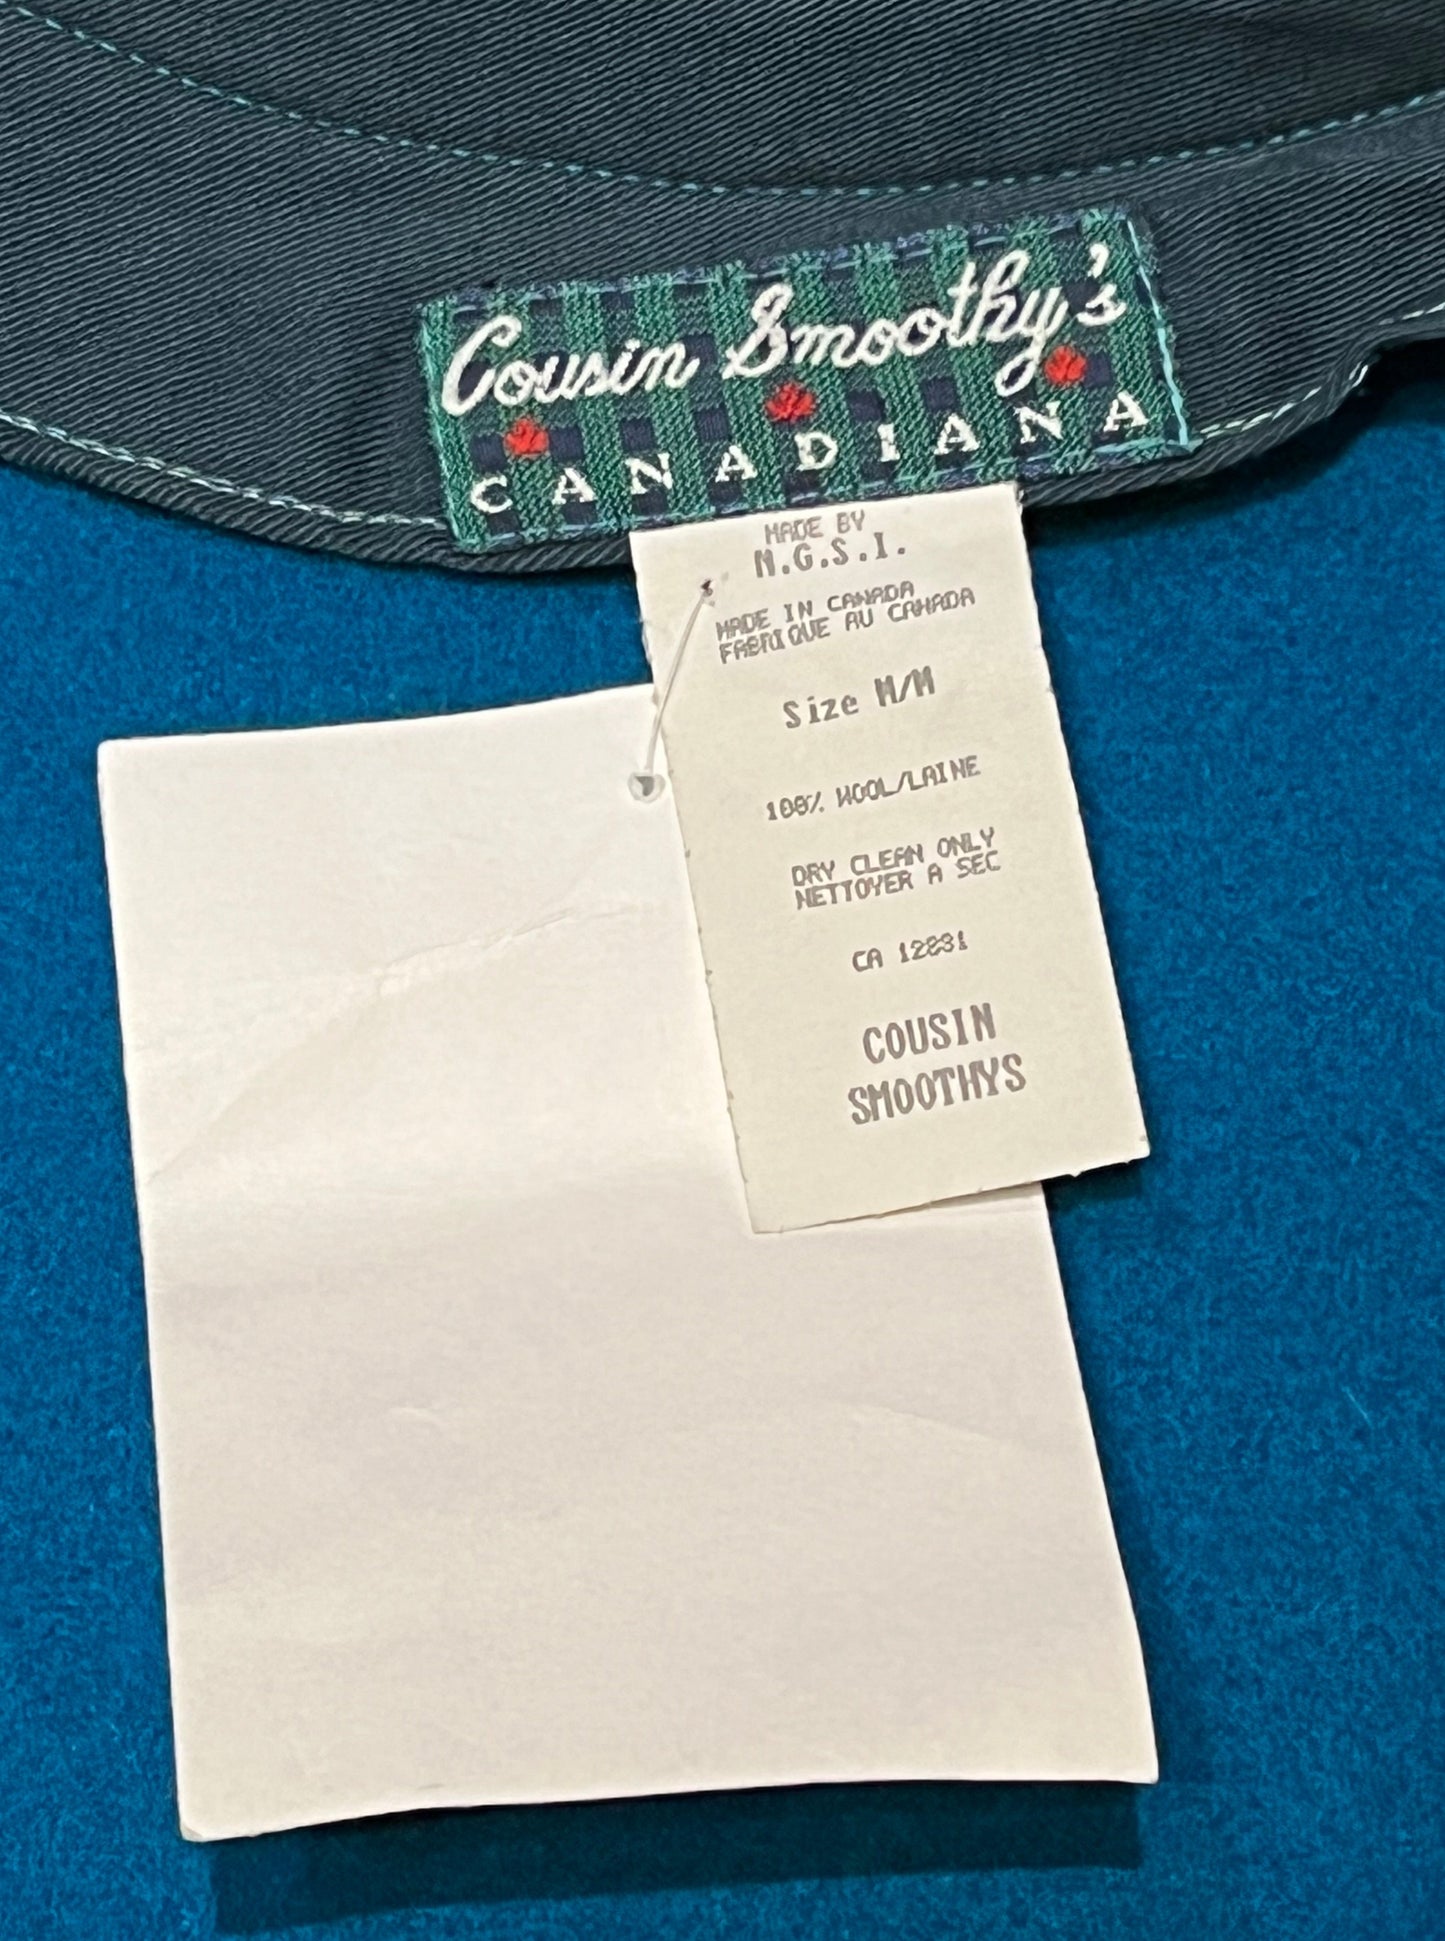 Cousin Smoothy's
CANADIANA
MADE BY
N.G.S.I.
MADE IN CANADA
FABRIQUE AU CANADA
Size M/M
100% WOOL/LAINE
DRY CLEAN ONLY
NETTOYER A SEC
CA 12831
COUSIN
SMOOTHYS